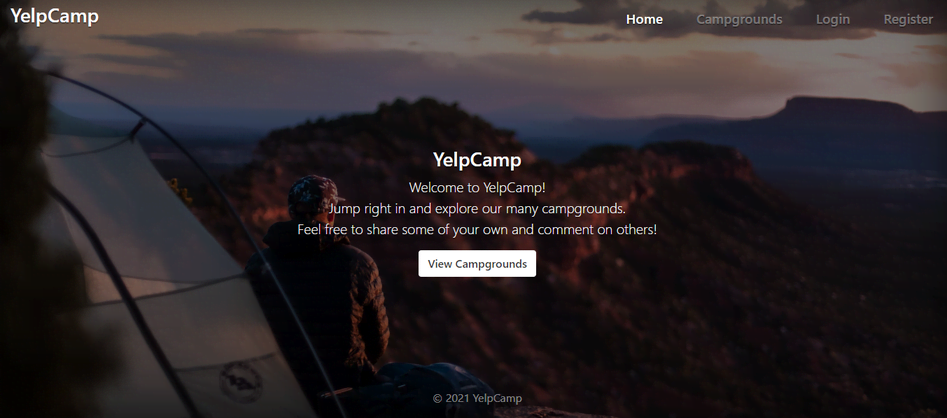 YelpCamp
Home Campgrounds Login Register
YelpCamp
Welcome to YelpCamp!
Jump right in and explore our many campgrounds.
Feel free to share some of your own and comment on others!
View Campgrounds
© 2021 YelpCamp